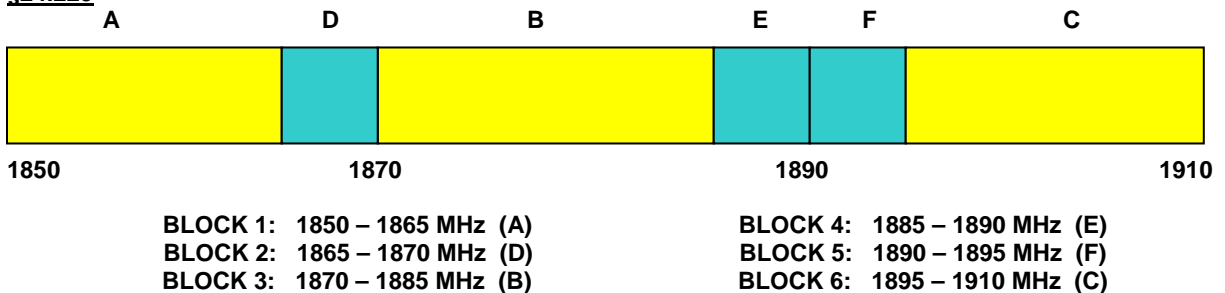 A D B E F C
1850 1870 1890 1910
BLOCK 1: 1850 – 1865 MHz (A) BLOCK 4: 1885 – 1890 MHz (E)
BLOCK 2: 1865 – 1870 MHz (D) BLOCK 5: 1890 – 1895 MHz (F)
BLOCK 3: 1870 – 1885 MHz (B) BLOCK 6: 1895 – 1910 MHz (C)